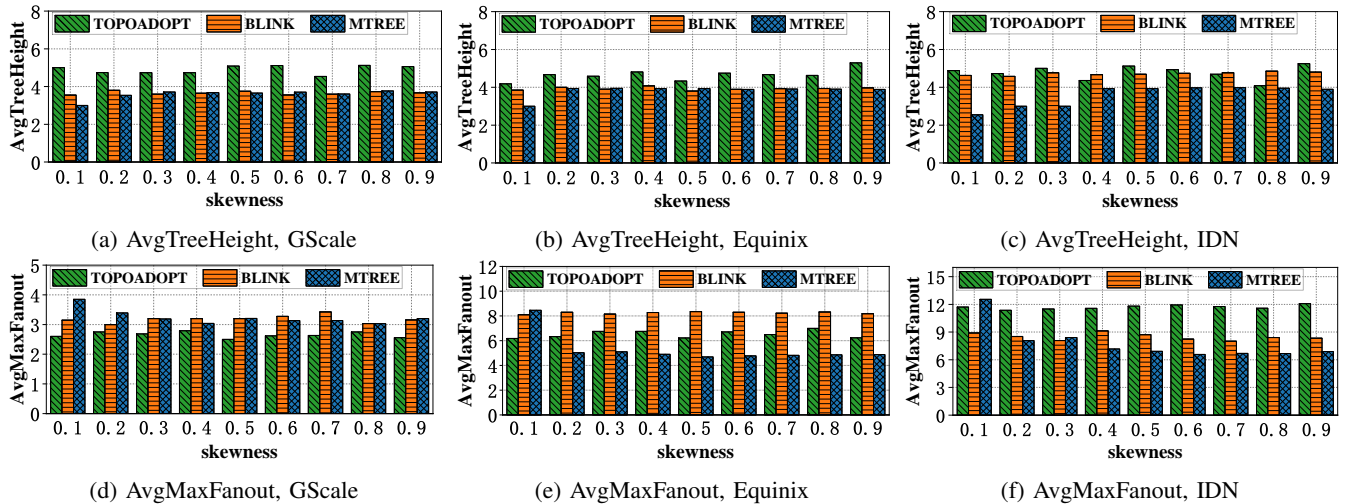 TOPOADOPT BLINK MTREE
8
6
4
2
0
AvgTreeHeight
0.1 0.2 0.3 0.4 0.5 0.6 0.7 0.8 0.9
skewness
(a) AvgTreeHeight, GScale
TOPOADOPT BLINK MTREE
8
6
4
2
0
AvgTreeHeight
0.1 0.2 0.3 0.4 0.5 0.6 0.7 0.8 0.9
skewness
(b) AvgTreeHeight, Equinix
TOPOADOPT BLINK MTREE
8
6
4
2
0
AvgTreeHeight
0.1 0.2 0.3 0.4 0.5 0.6 0.7 0.8 0.9
skewness
(c) AvgTreeHeight, IDN
TOPOADOPT BLINK MTREE
5
4
3
2
1
0
AvgMaxFanout
0.1 0.2 0.3 0.4 0.5 0.6 0.7 0.8 0.9
skewness
(d) AvgMaxFanout, GScale
TOPOADOPT BLINK MTREE
12
10
8
6
4
2
0
AvgMaxFanout
0.1 0.2 0.3 0.4 0.5 0.6 0.7 0.8 0.9
skewness
(e) AvgMaxFanout, Equinix
TOPOADOPT BLINK MTREE
15
12
9
6
3
0
AvgMaxFanout
0.1 0.2 0.3 0.4 0.5 0.6 0.7 0.8 0.9
skewness
(f) AvgMaxFanout, IDN